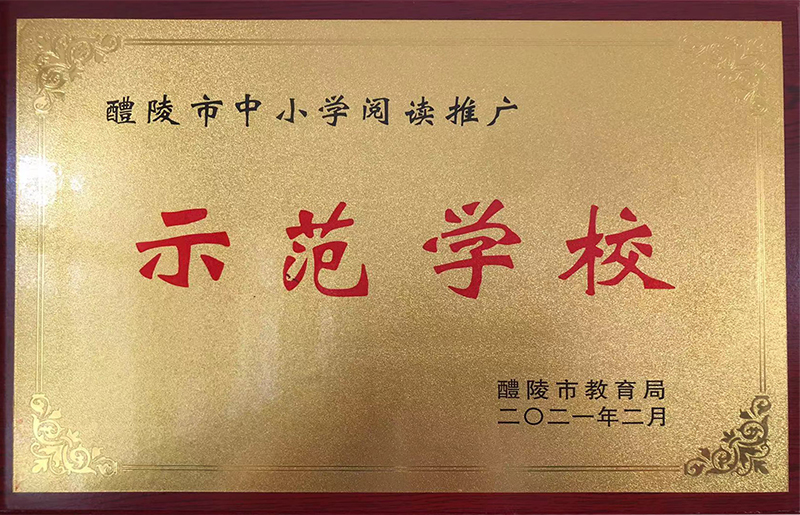 醴陵市中小学阅读推广
示范学校
醴陵市教育局
二〇二一年二月